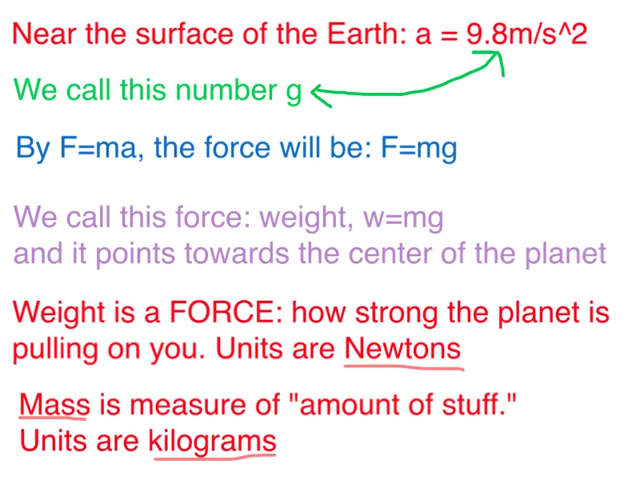 Near the surface of the Earth: a = 9.8m/s^2
We call this number g
By F=ma, the force will be: F=mg
We call this force: weight, w=mg
and it points towards the center of the planet
Weight is a FORCE: how strong the planet is
pulling on you. Units are Newtons
Mass is measure of "amount of stuff."
Units are kilograms